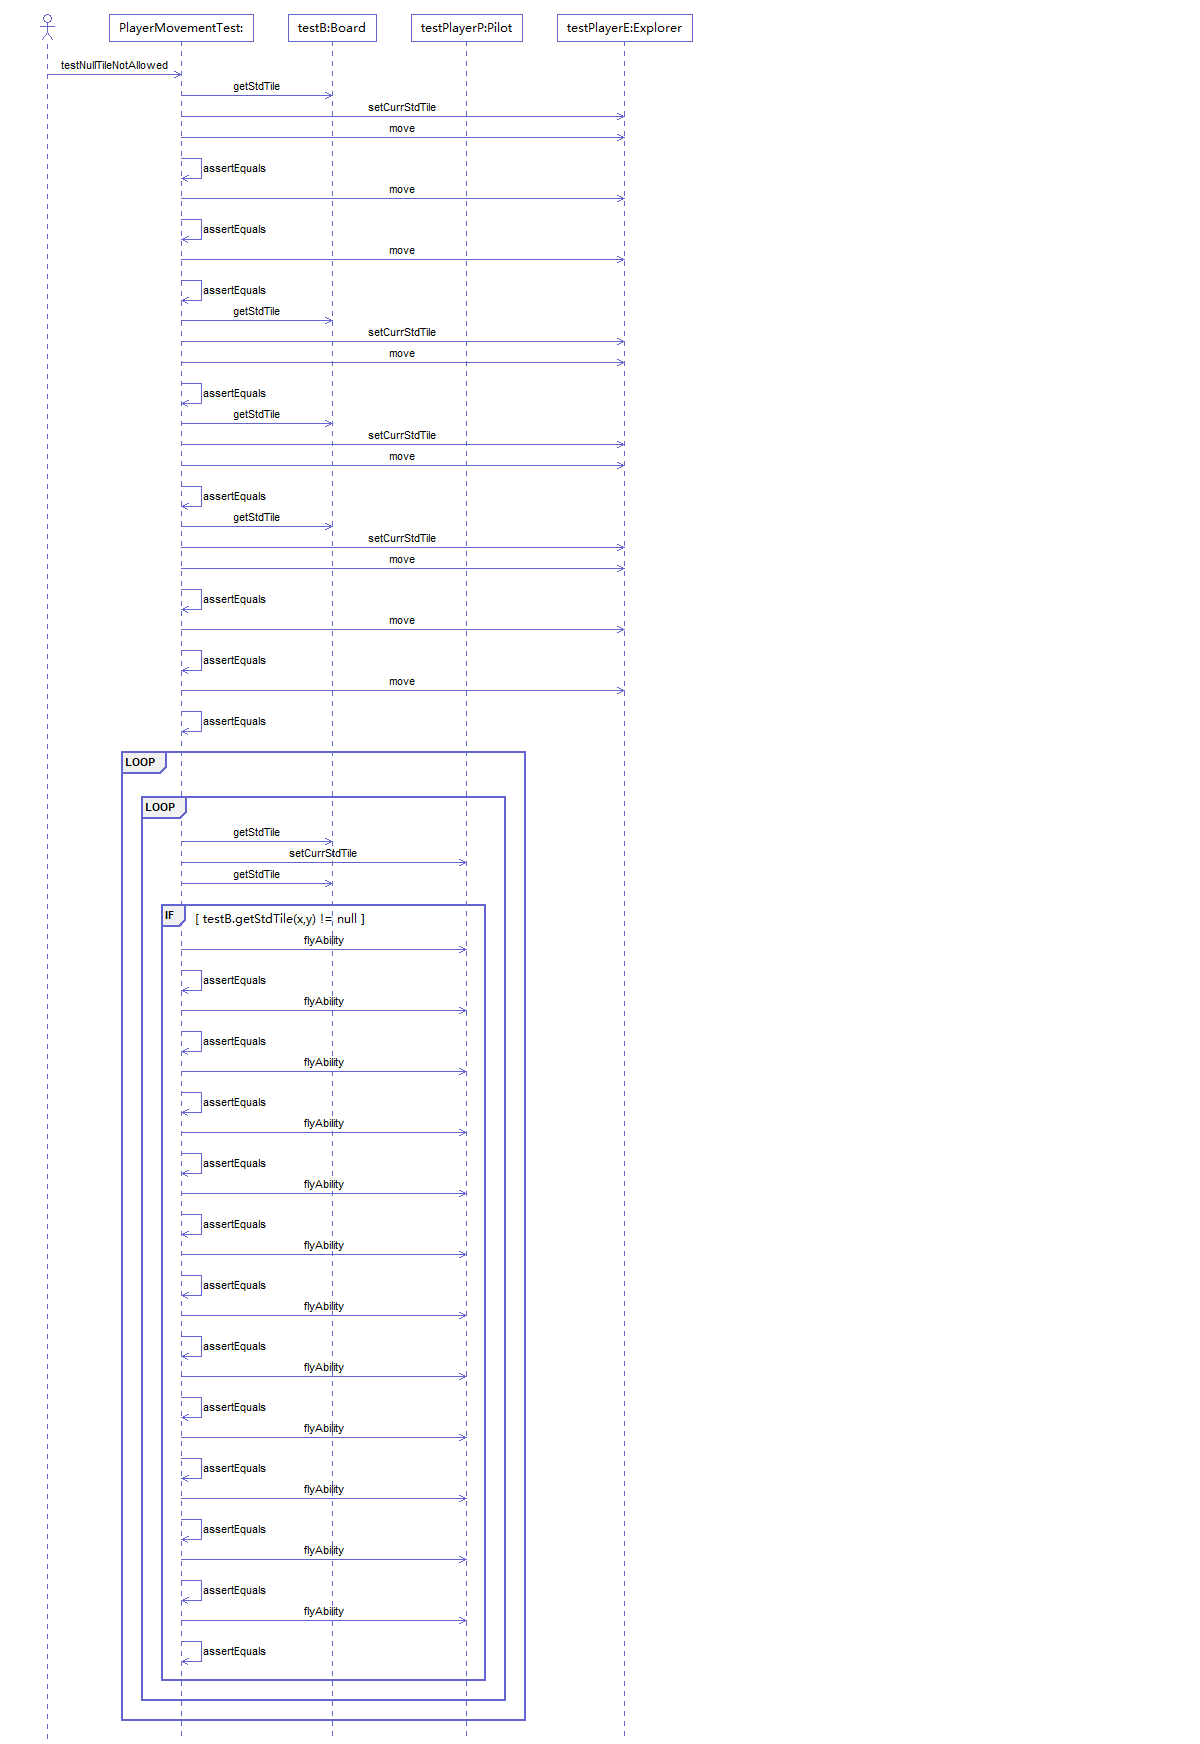 PlayerMovementTest:
testB:Board
testPlayerP:Pilot
testPlayerE:Explorer
testNullTileNotAllowed
getStdTile
setCurrStdTile
move
assertEquals
move
assertEquals
move
assertEquals
getStdTile
setCurrStdTile
move
assertEquals
getStdTile
setCurrStdTile
move
assertEquals
getStdTile
setCurrStdTile
move
assertEquals
move
assertEquals
move
assertEquals
LOOP
LOOP
getStdTile
setCurrStdTile
getStdTile
IF [ testB.getStdTile(x,y) != null ]
flyAbility
assertEquals
flyAbility
assertEquals
flyAbility
assertEquals
flyAbility
assertEquals
flyAbility
assertEquals
flyAbility
assertEquals
flyAbility
assertEquals
flyAbility
assertEquals
flyAbility
assertEquals
flyAbility
assertEquals
flyAbility
assertEquals
flyAbility
assertEquals